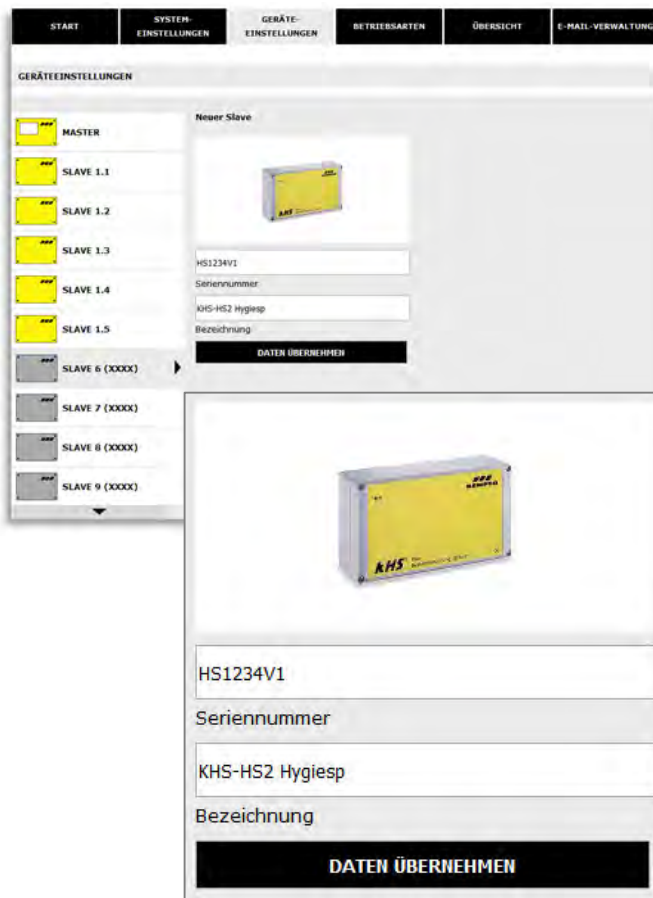 START
SYSTEM-
EINSTELLUNGEN
GERÄTE-
EINSTELLUNGEN
BETRIEBSARTEN
ÜBERSICHT
E-MAIL-VERWALTUNG
GERÄTEEINSTELLUNGEN
MASTER
SLAVE 1.1
SLAVE 1.2
SLAVE 1.3
SLAVE 1.4
SLAVE 1.5
SLAVE 6 (XXXX)
SLAVE 7 (XXXX)
SLAVE 8 (XXXX)
SLAVE 9 (XXXX)
Neuer Slave
KHS
HS1234V1
Seriennummer
KHS-HS2 Hygiesp
Bezeichnung
DATEN ÜBERNEHMEN
KEMPER
KHS
HS1234V1
Seriennummer
KHS-HS2 Hygiesp
Bezeichnung
DATEN ÜBERNEHMEN